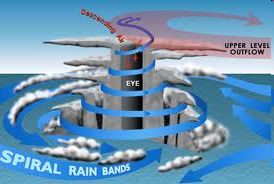 Descending Air
UPPER LEVEL
OUTFLOW
EYE
SPIRAL RAIN BANDS